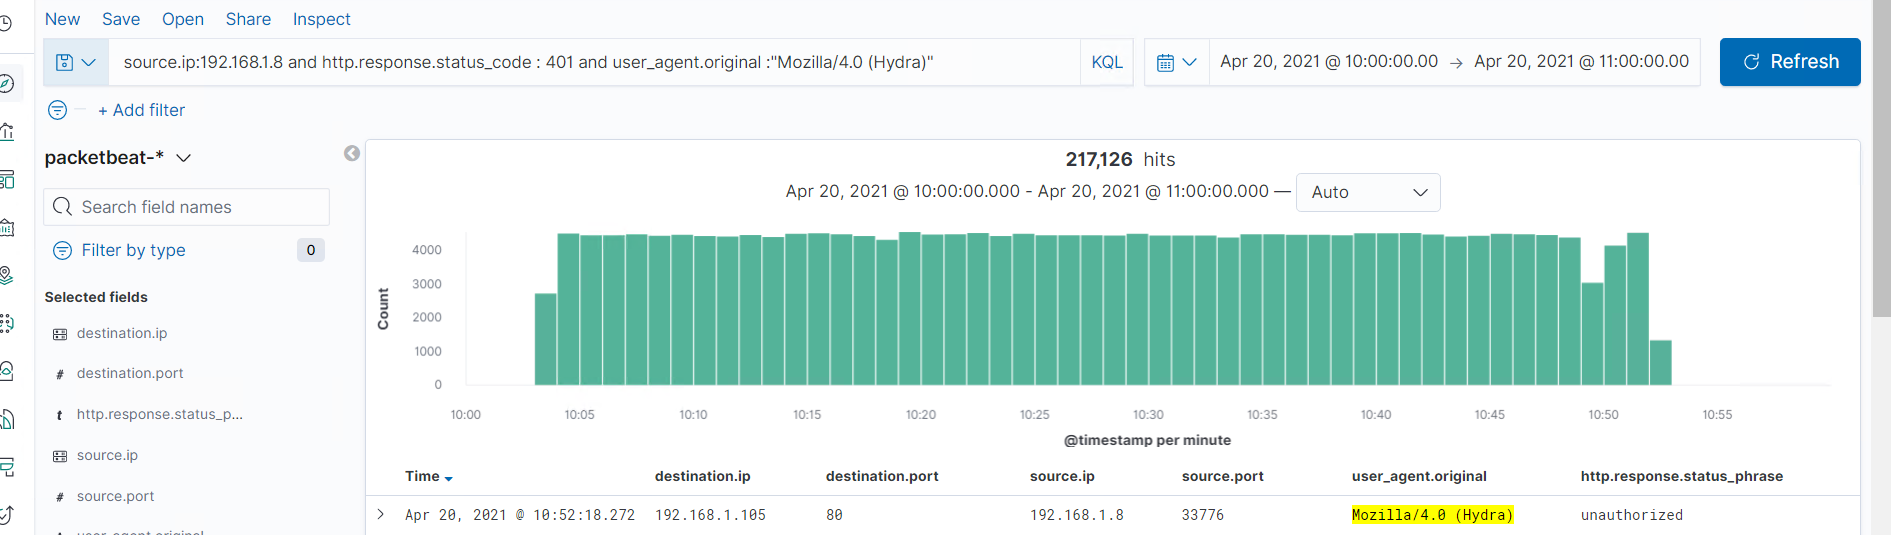 New Save Open Share Inspect
source.ip:192.168.1.8 and http.response.status_code : 401 and user_agent.original :"Mozilla/4.0 (Hydra)" KQL Apr 20, 2021 @ 10:00:00.00 → Apr 20, 2021 @ 11:00:00.00 Refresh
+ Add filter
packetbeat-*
Search field names
Filter by type 0
Selected fields
destination.ip
# destination.port
t http.response.status_p...
source.ip
# source.port
t user_agent.original
217,126 hits
Apr 20, 2021 @ 10:00:00.000 - Apr 20, 2021 @ 11:00:00.000 — Auto
Count
4000
3000
2000
1000
0
10:00 10:05 10:10 10:15 10:20 10:25 10:30 10:35 10:40 10:45 10:50 10:55
@timestamp per minute
Time destination.ip destination.port source.ip source.port user_agent.original http.response.status_phrase
> Apr 20, 2021 @ 10:52:18.272 192.168.1.105 80 192.168.1.8 33776 Mozilla/4.0 (Hydra) unauthorized